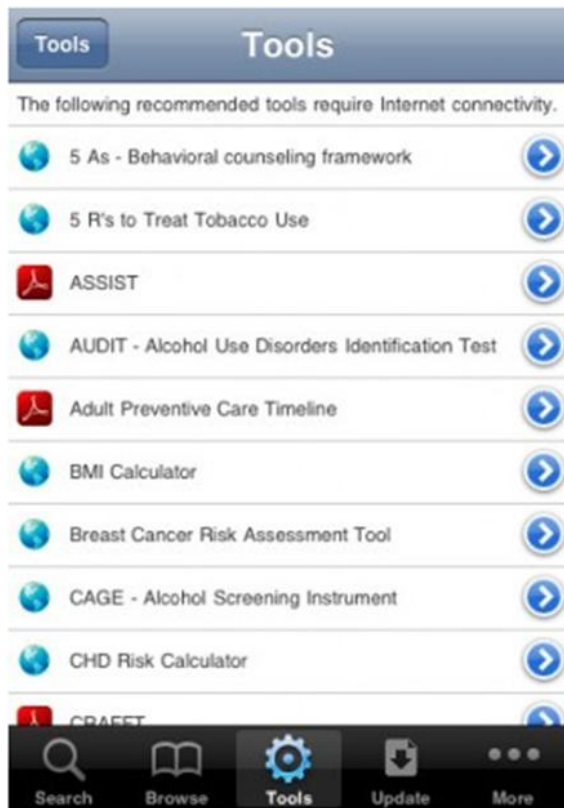 Tools
Tools
The following recommended tools require Internet connectivity.
5 As - Behavioral counseling framework
5 R's to Treat Tobacco Use
ASSIST
AUDIT - Alcohol Use Disorders Identification Test
Adult Preventive Care Timeline
BMI Calculator
Breast Cancer Risk Assessment Tool
CAGE - Alcohol Screening Instrument
CHD Risk Calculator
CRAFFT
Search
Browse
Tools
Update
More